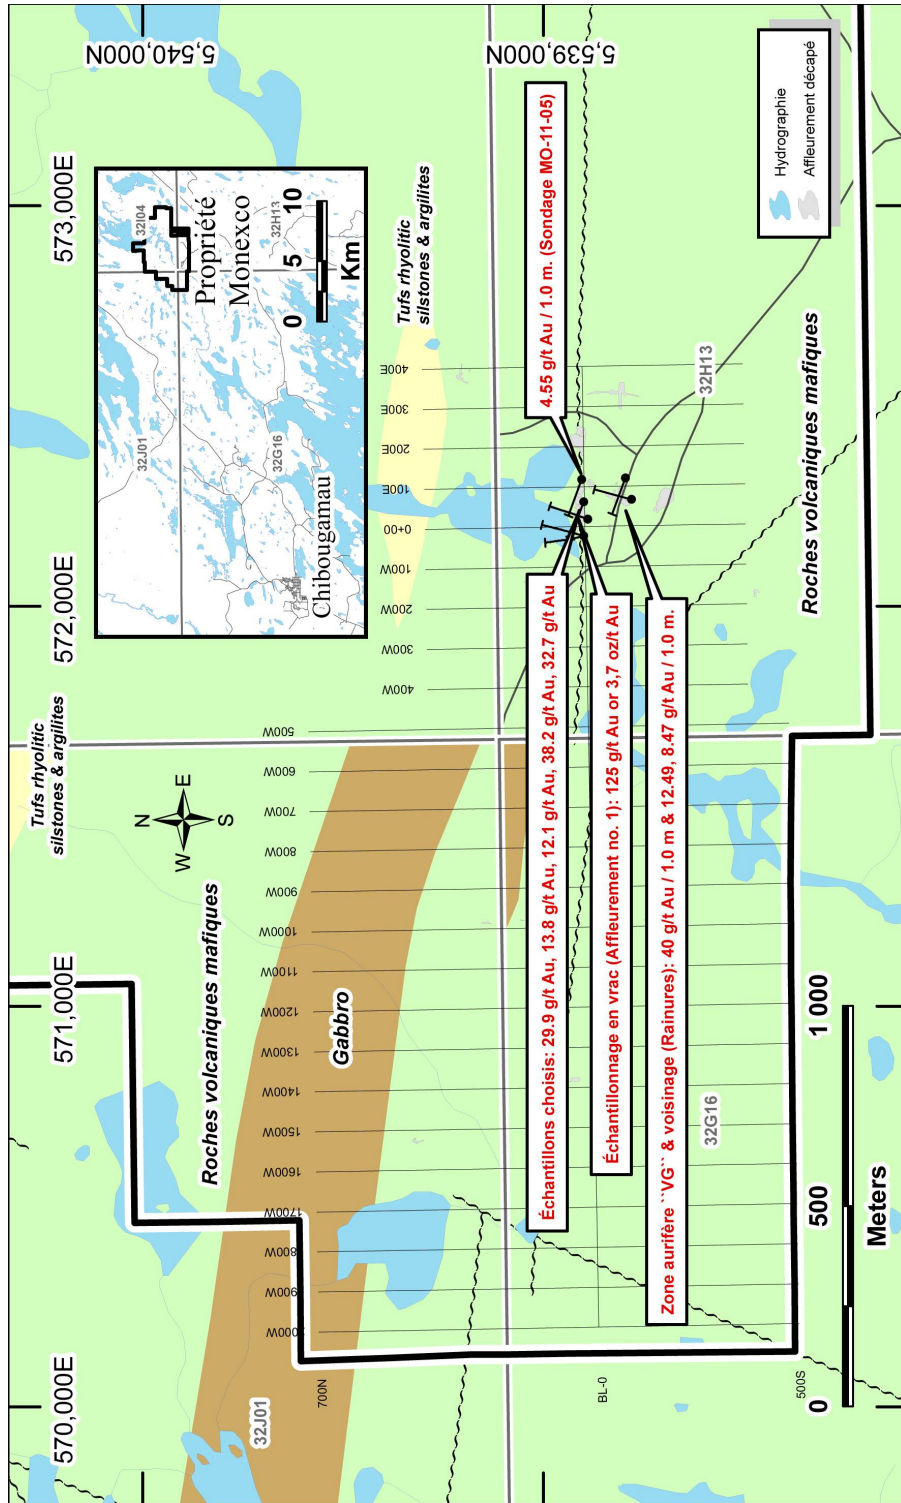 570,000E
571,000E
572,000E
573,000E
5,540,000N
5,539,000N
Tufs rhyolitic
silstones & argilites
N
W
E
S
Roches volcaniques mafiques
Gabbro
32J01
32J01
32I04
Propriété
Monexco
32G16
32H13
Chibougamau
0
5
10
Km
Tufs rhyolitic
silstones & argilites
700N
000W
900W
800W
1700W
1600W
1500W
1400W
1300W
1200W
1100W
1000W
900W
800W
700W
600W
500W
400W
300W
200W
100W
0+00
100E
200E
300E
400E
4.55 g/t Au / 1.0 m. (Sondage MO-11-05)
Échantillons choisis: 29.9 g/t Au, 13.8 g/t Au, 12.1 g/t Au, 38.2 g/t Au, 32.7 g/t Au
Échantillonnage en vrac (Affleurement no. 1): 125 g/t Au or 3,7 oz/t Au
Zone aurifère ``VG`` & voisinage (Rainures): 40 g/t Au / 1.0 m & 12.49, 8.47 g/t Au / 1.0 m.
BL-0
32G16
32H13
500S
Roches volcaniques mafiques
0
500
1 000
Meters
Hydrographie
Affleurement décapé